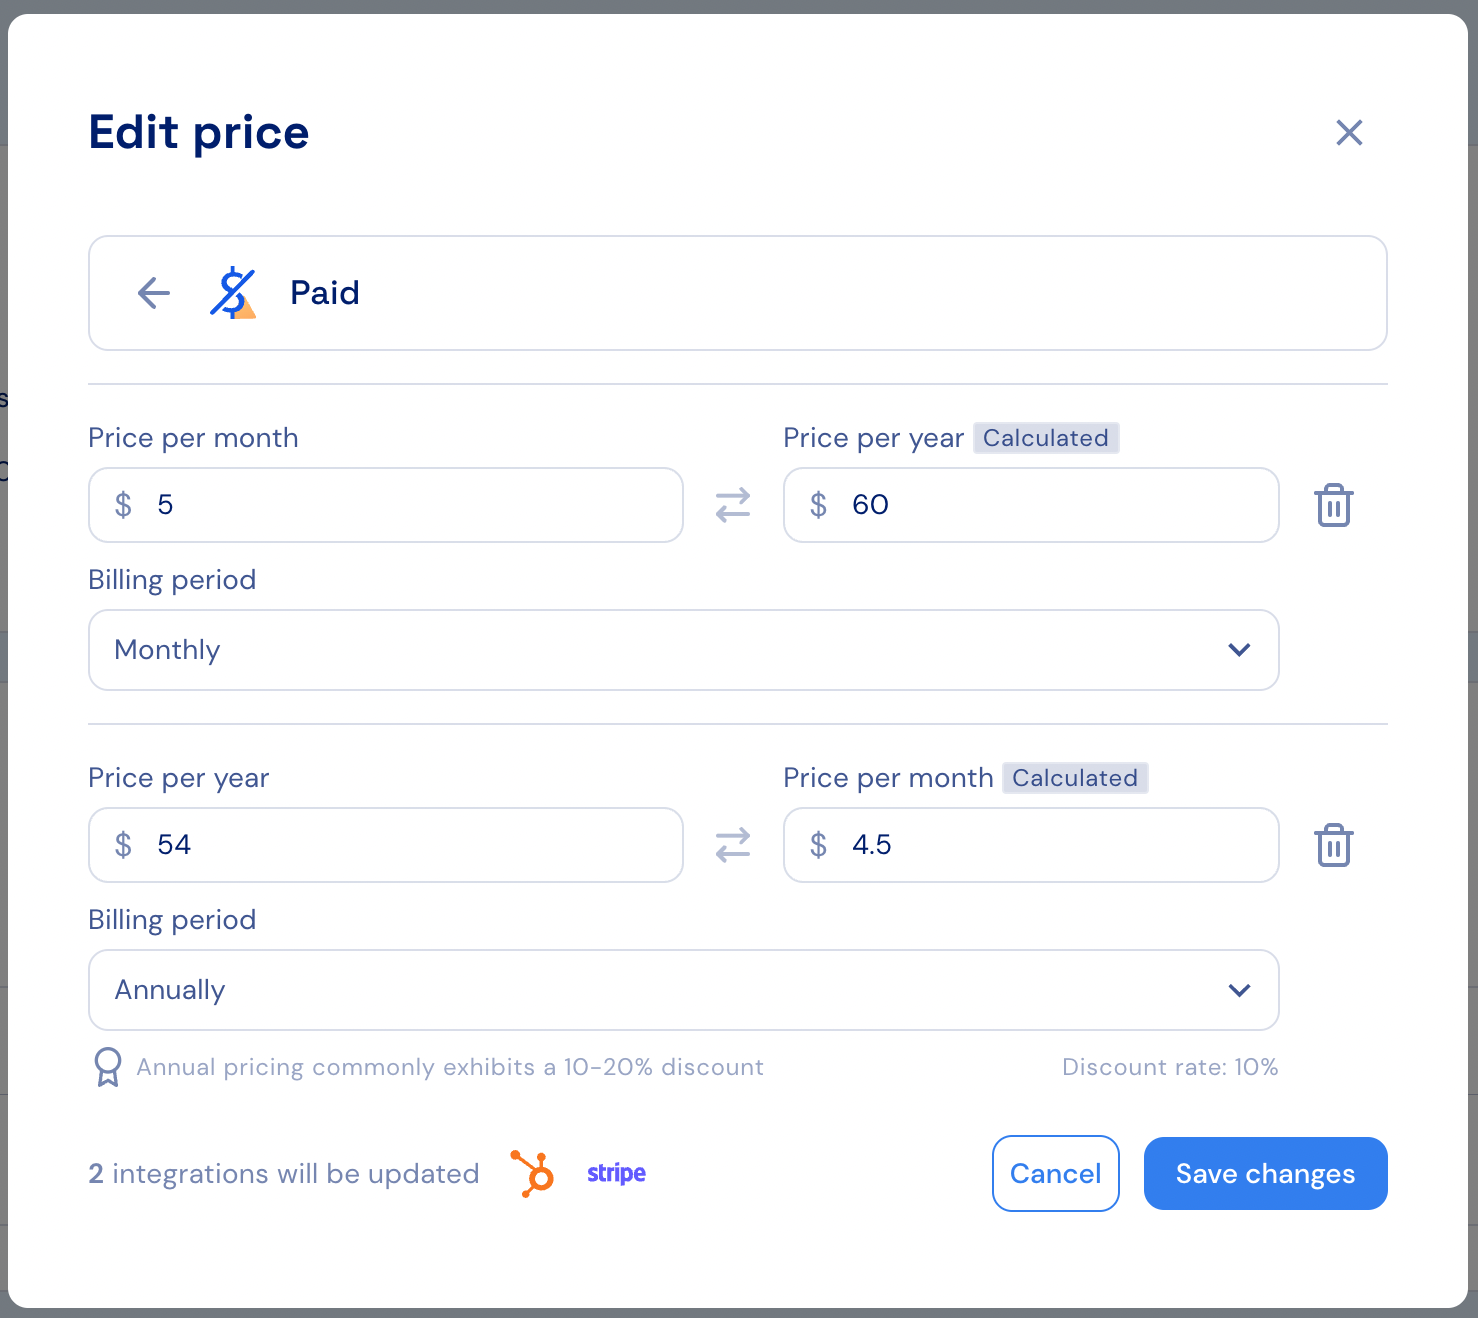 Edit price
Paid
Price per month
Price per year Calculated
$ 5
$ 60
Billing period
Monthly
Price per year
Price per month Calculated
$ 54
$ 4.5
Billing period
Annually
Annual pricing commonly exhibits a 10-20% discount
Discount rate: 10%
2 integrations will be updated
stripe
Cancel
Save changes